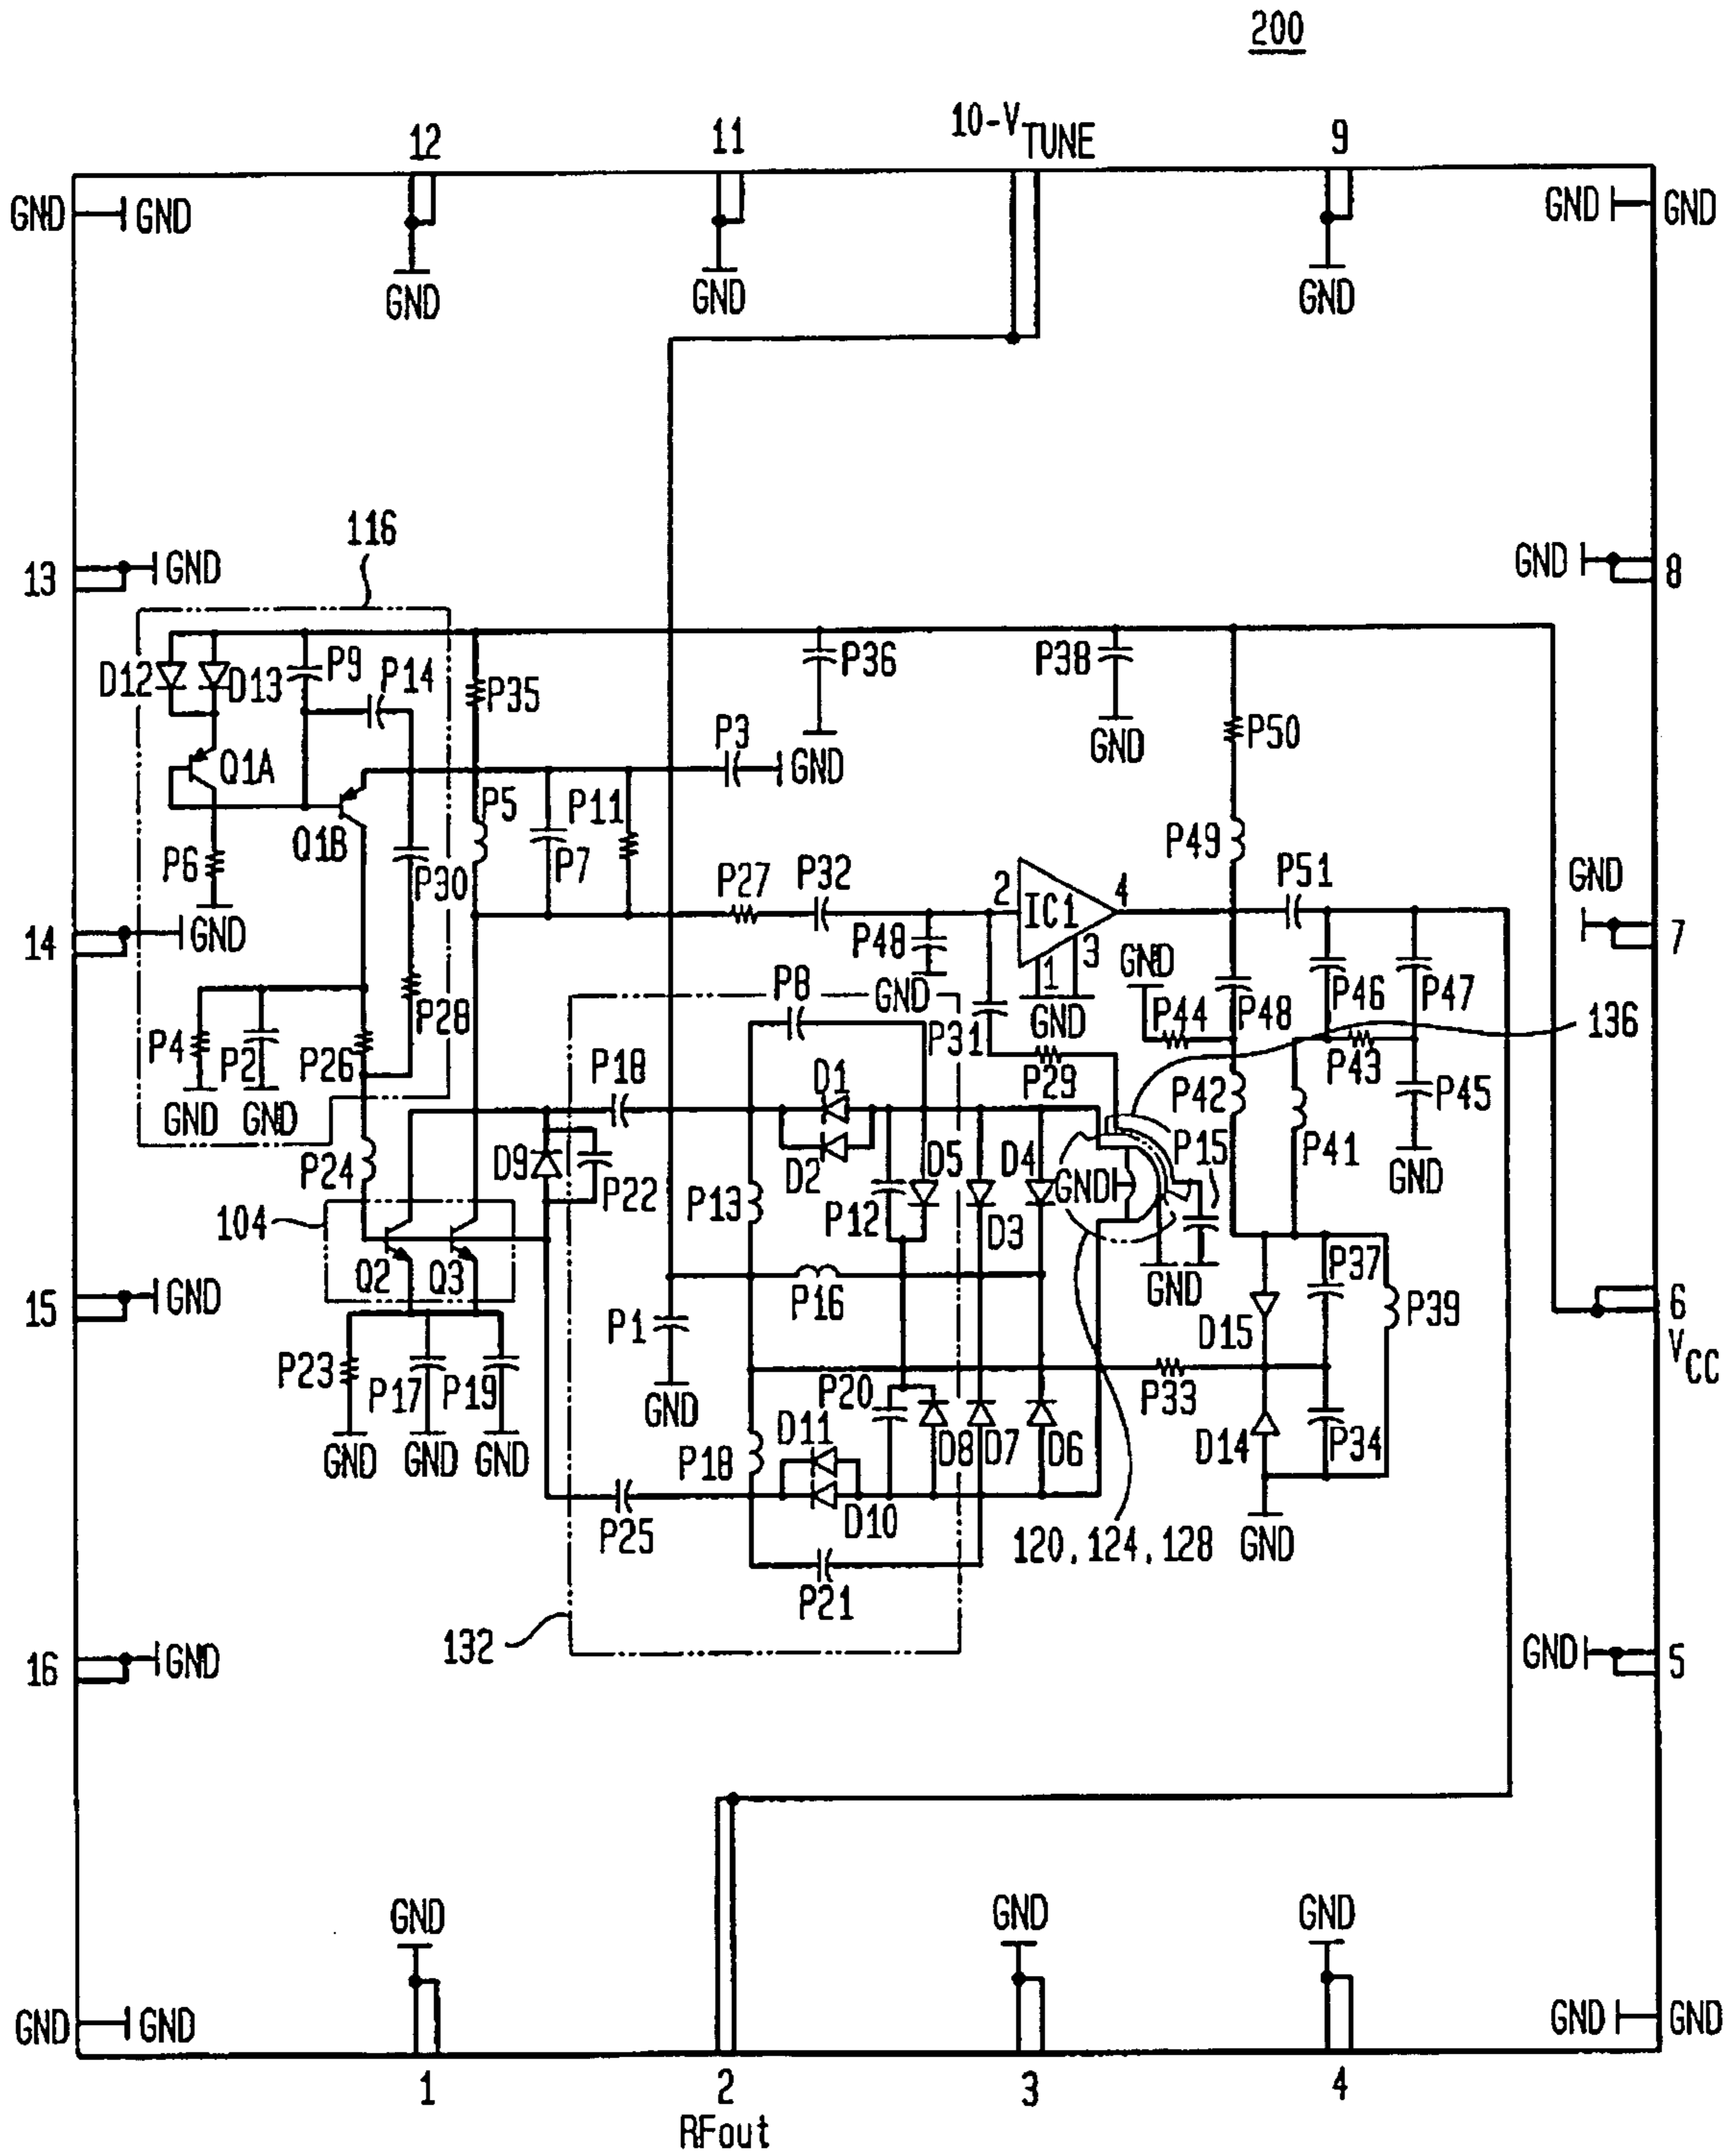 200
12
11
10-VTUNE
9
GND
GND
GND
GND
GND
GND
GND
116
13
GND
GND
8
D12
D13
P9
P14
P35
P36
P38
P50
GND
Q1A
P3
GND
Q1B
P5
P11
P7
P49
P6
P30
P27
P32
2
IC1
4
P51
GND
14
GND
GND
P48
1
3
GND
7
P28
P8
GND
P31
GND
P44
P48
P46
P47
136
P4
P2
P26
P18
D1
P29
P42
P43
P45
GND
GND
P24
D9
P22
D2
D5
D4
GND
P15
P41
GND
104
P13
P12
D3
Q2
Q3
P16
GND
P37
P39
15
GND
P1
D15
6
VCC
P23
P17
P19
GND
P20
P33
GND
GND
GND
P18
D11
D8
D7
D6
D14
P34
P25
D10
120, 124, 128
GND
P21
132
16
GND
GND
5
GND
GND
GND
GND
GND
GND
GND
1
2
3
4
RFout